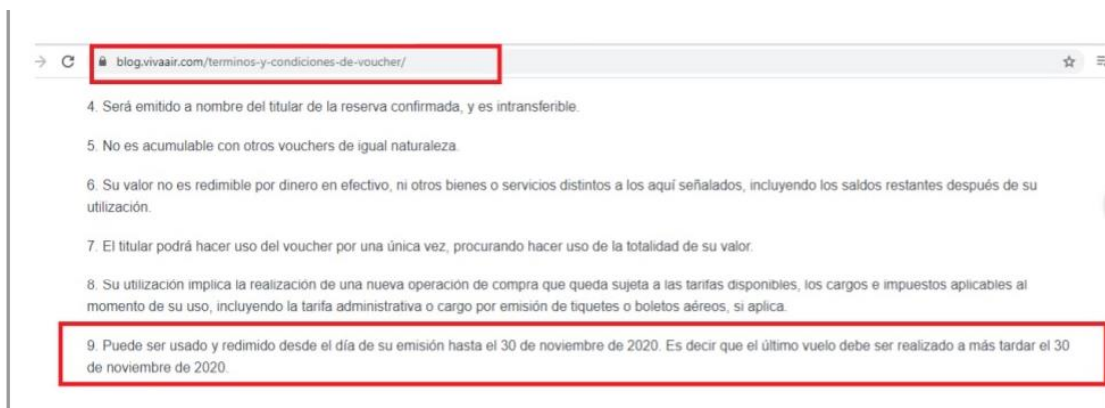 blog.vivaair.com/terminos-y-condiciones-de-voucher/
4. Será emitido a nombre del titular de la reserva confirmada, y es intransferible.
5. No es acumulable con otros vouchers de igual naturaleza.
6. Su valor no es redimible por dinero en efectivo, ni otros bienes o servicios distintos a los aquí señalados, incluyendo los saldos restantes después de su
utilización.
7. El titular podrá hacer uso del voucher por una única vez, procurando hacer uso de la totalidad de su valor.
8. Su utilización implica la realización de una nueva operación de compra que queda sujeta a las tarifas disponibles, los cargos e impuestos aplicables al
momento de su uso, incluyendo la tarifa administrativa o cargo por emisión de tiquetes o boletos aéreos, si aplica.
9. Puede ser usado y redimido desde el día de su emisión hasta el 30 de noviembre de 2020. Es decir que el último vuelo debe ser realizado a más tardar el 30
de noviembre de 2020.